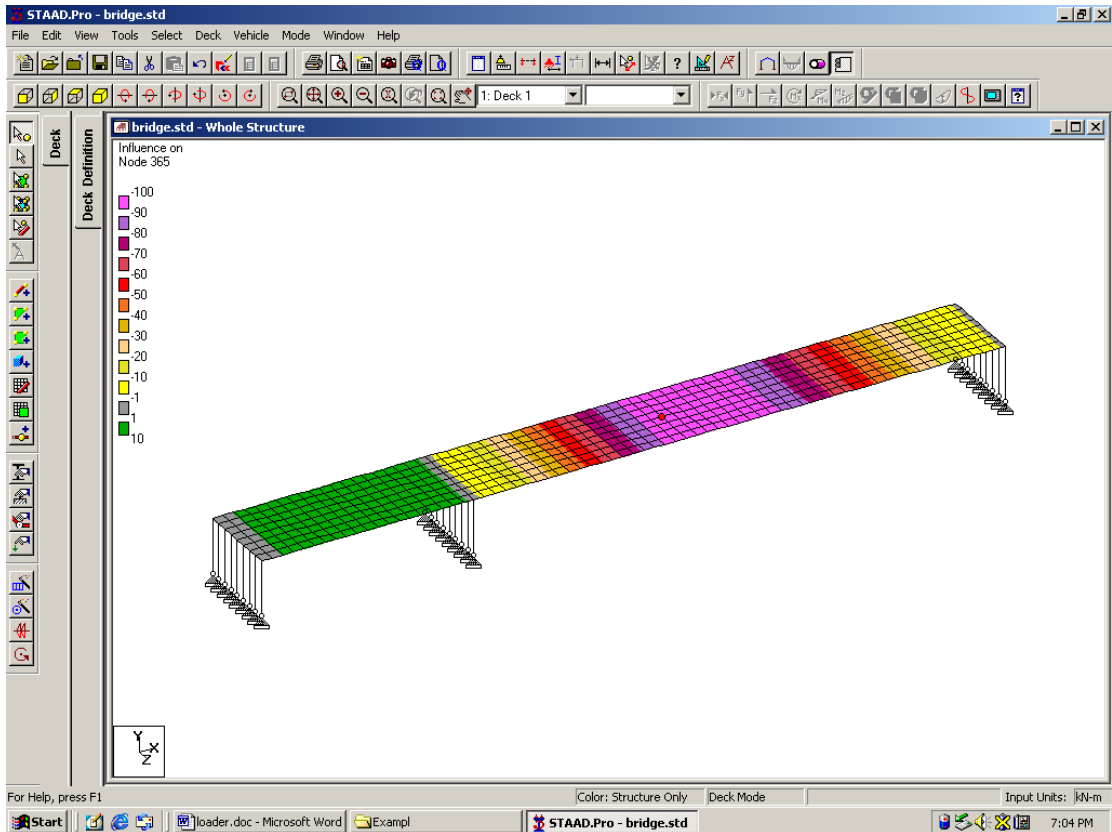 STAAD.Pro - bridge.std
File Edit View Tools Select Deck Vehicle Mode Window Help
1: Deck 1
Deck
Deck Definition
bridge.std - Whole Structure
Influence on
Node 365
-100
-90
-80
-70
-60
-50
-40
-30
-20
-10
-1
1
10
Y
X
Z
For Help, press F1
Color: Structure Only
Deck Mode
Input Units: kN-m
Start
loader.doc - Microsoft Word
Exampl
STAAD.Pro - bridge.std
7:04 PM